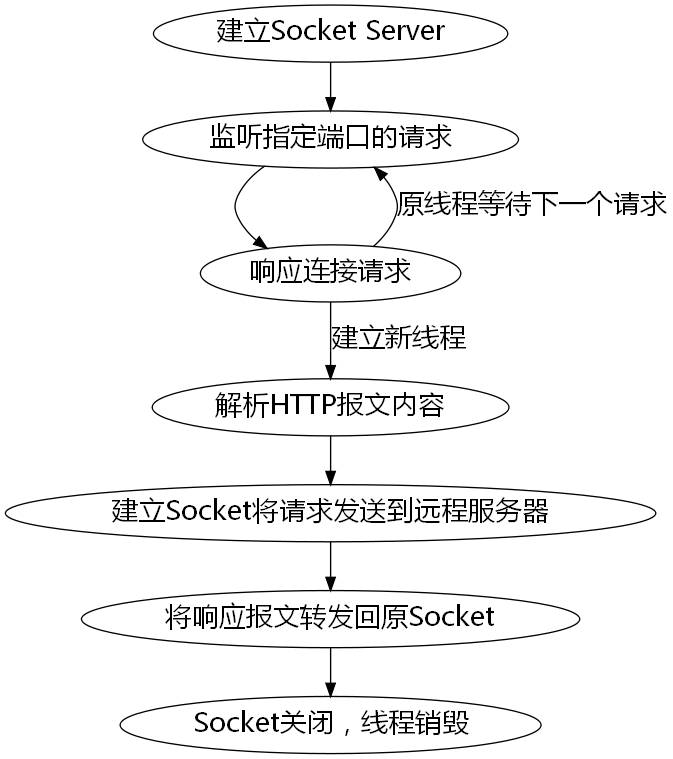 建立Socket Server
监听指定端口的请求
原线程等待下一个请求
响应连接请求
建立新线程
解析HTTP报文内容
建立Socket将请求发送到远程服务器
将响应报文转发回原Socket
Socket关闭，线程销毁